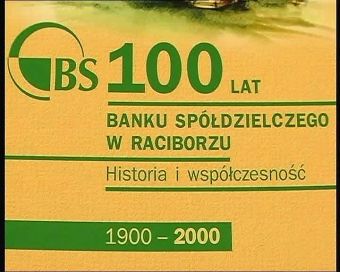 BS 100 LAT
BANKU SPÓŁDZIELCZEGO
W RACIBORZU
Historia i współczesność
1900 – 2000